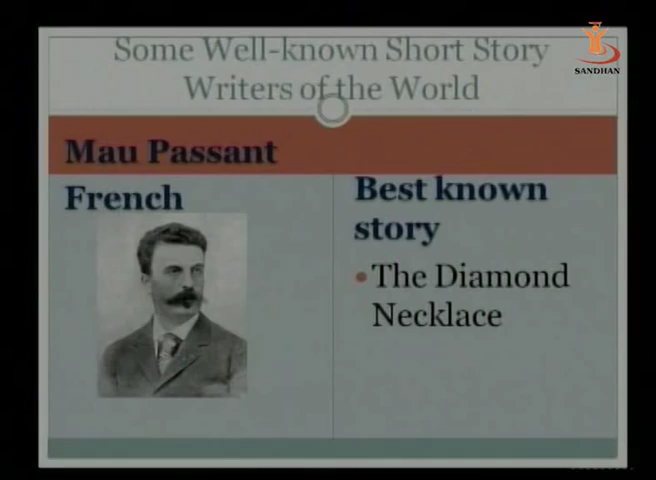 Some Well-known Short Story
Writers of the World
SANDHAN
Mau Passant
French
Best known
story
The Diamond
Necklace